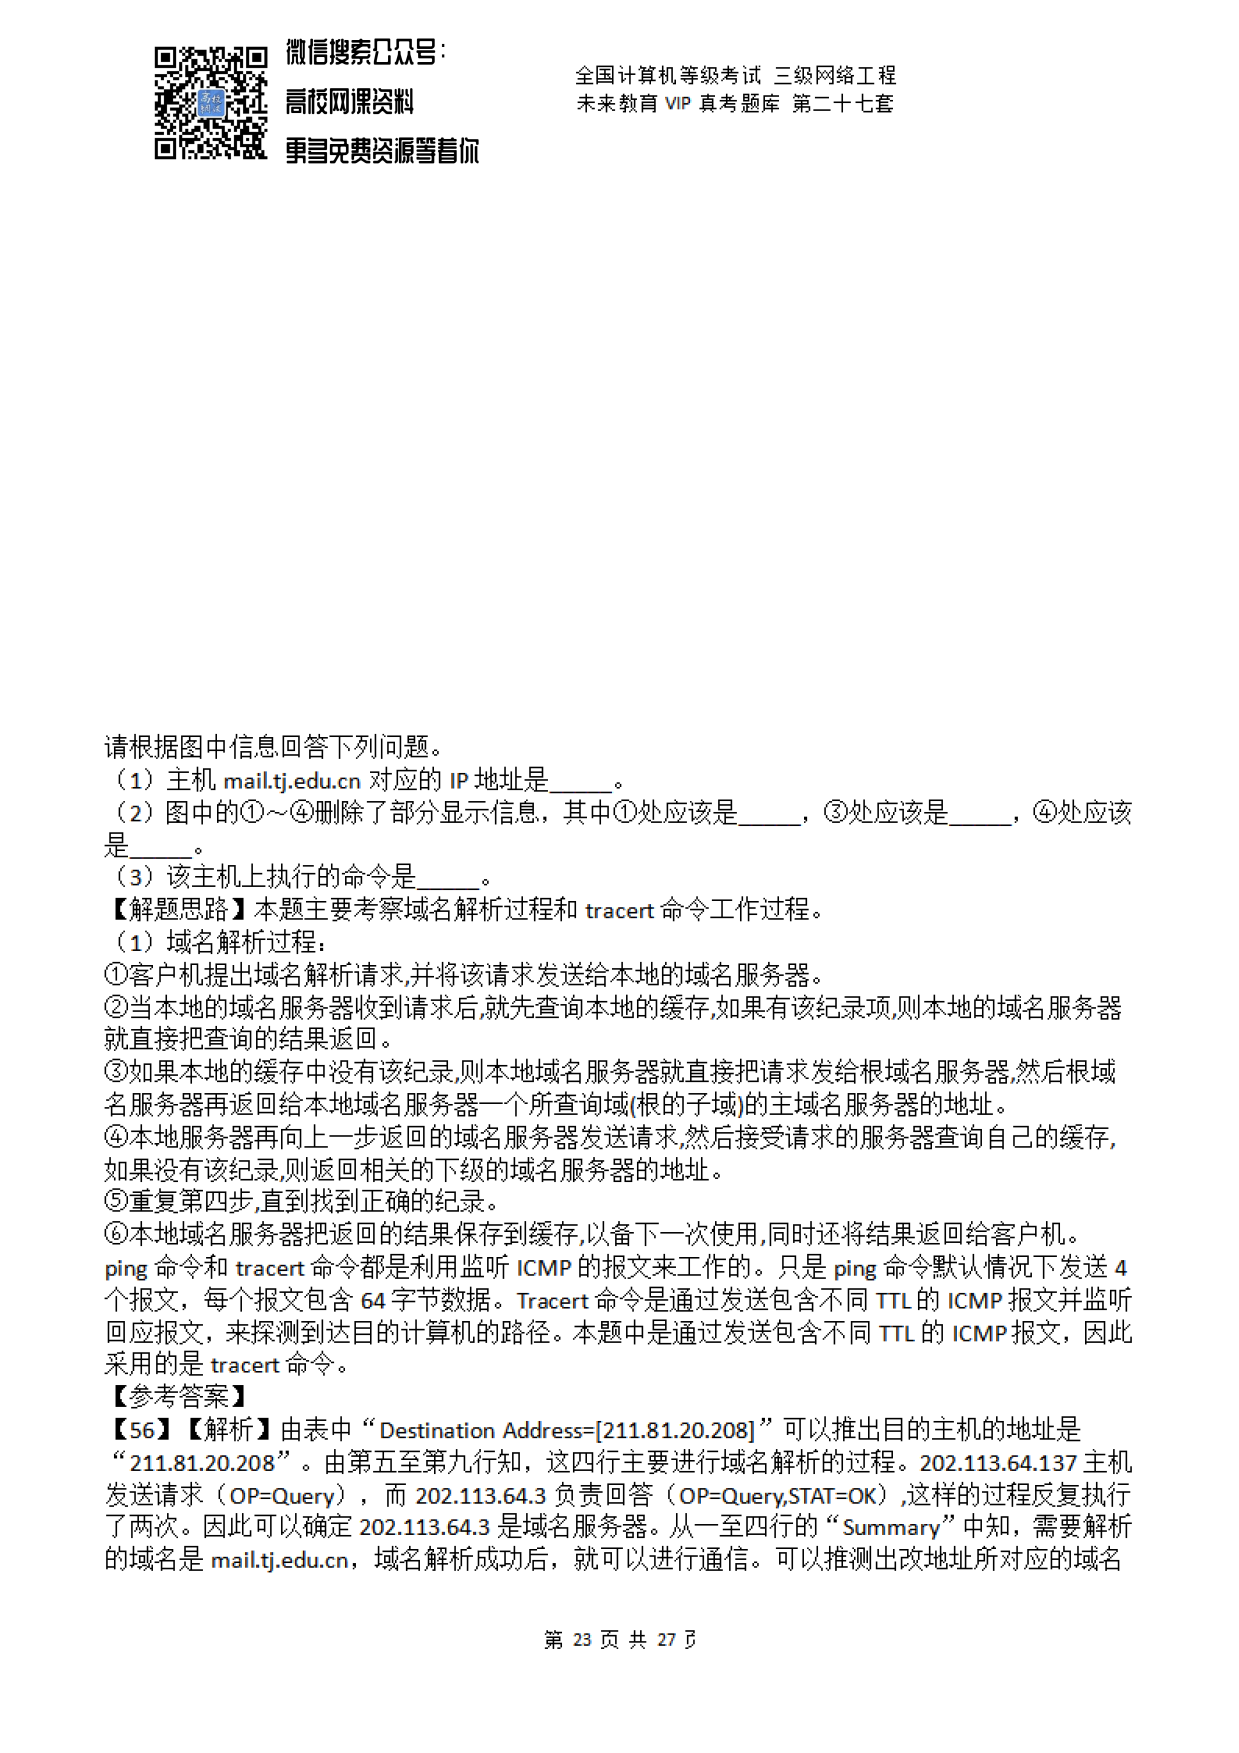 微信搜索公众号：
高校网课资料
更多免费资源等着你
全国计算机等级考试 三级网络工程
未来教育 VIP 真考题库 第二十七套
请根据图中信息回答下列问题。
（1）主机 mail.tj.edu.cn 对应的 IP 地址是_____。
（2）图中的①～④删除了部分显示信息，其中①处应该是_____，③处应该是_____，④处应该
是_____。
（3）该主机上执行的命令是_____。
【解题思路】本题主要考察域名解析过程和 tracert 命令工作过程。
（1）域名解析过程：
①客户机提出域名解析请求,并将该请求发送给本地的域名服务器。
②当本地的域名服务器收到请求后,就先查询本地的缓存,如果有该纪录项,则本地的域名服务器
就直接把查询的结果返回。
③如果本地的缓存中没有该纪录,则本地域名服务器就直接把请求发给根域名服务器,然后根域
名服务器再返回给本地域名服务器一个所查询域(根的子域)的主域名服务器的地址。
④本地服务器再向上一步返回的域名服务器发送请求,然后接受请求的服务器查询自己的缓存,
如果没有该纪录,则返回相关的下级的域名服务器的地址。
⑤重复第四步,直到找到正确的纪录。
⑥本地域名服务器把返回的结果保存到缓存,以备下一次使用,同时还将结果返回给客户机。
ping 命令和 tracert 命令都是利用监听 ICMP 的报文来工作的。只是 ping 命令默认情况下发送 4
个报文，每个报文包含 64 字节数据。Tracert 命令是通过发送包含不同 TTL 的 ICMP 报文并监听
回应报文，来探测到达目的计算机的路径。本题中是通过发送包含不同 TTL 的 ICMP 报文，因此
采用的是 tracert 命令。
【参考答案】
【56】【解析】由表中“Destination Address=[211.81.20.208]”可以推出目的主机的地址是
“211.81.20.208”。由第五至第九行知，这四行主要进行域名解析的过程。202.113.64.137 主机
发送请求（OP=Query），而 202.113.64.3 负责回答（OP=Query,STAT=OK）,这样的过程反复执行
了两次。因此可以确定 202.113.64.3 是域名服务器。从一至四行的“Summary”中知，需要解析
的域名是 mail.tj.edu.cn，域名解析成功后，就可以进行通信。可以推测出改地址所对应的域名
第 23 页 共 27 页